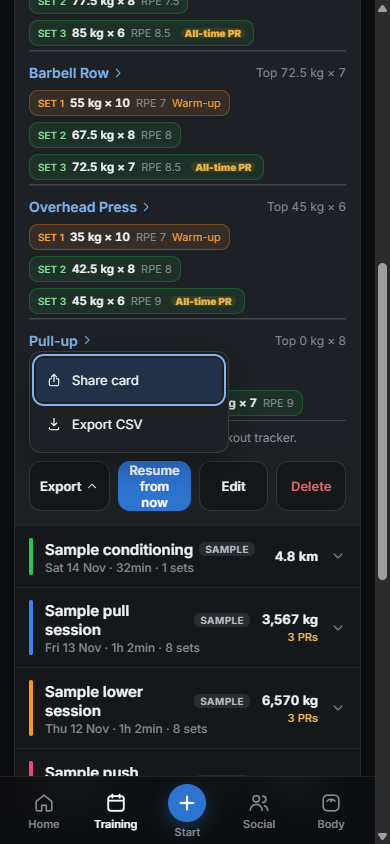 SET 2 77.5 kg × 8 RPE 7.5
SET 3 85 kg × 6 RPE 8.5 All-time PR
Barbell Row Top 72.5 kg × 7
SET 1 55 kg × 10 RPE 7 Warm-up
SET 2 67.5 kg × 8 RPE 8
SET 3 72.5 kg × 7 RPE 8.5 All-time PR
Overhead Press Top 45 kg × 6
SET 1 35 kg × 10 RPE 7 Warm-up
SET 2 42.5 kg × 8 RPE 8
SET 3 45 kg × 6 RPE 9 All-time PR
Pull-up Top 0 kg × 8
Share card
g × 7 RPE 9
Export CSV
kout tracker.
Export
Resume
from
now
Edit
Delete
Sample conditioning SAMPLE 4.8 km
Sat 14 Nov · 32min · 1 sets
Sample pull
session
SAMPLE
3,567 kg
3 PRs
Fri 13 Nov · 1h 2min · 8 sets
Sample lower
session
SAMPLE
6,570 kg
3 PRs
Thu 12 Nov · 1h 2min · 8 sets
Sample push
Home
Training
Start
Social
Body